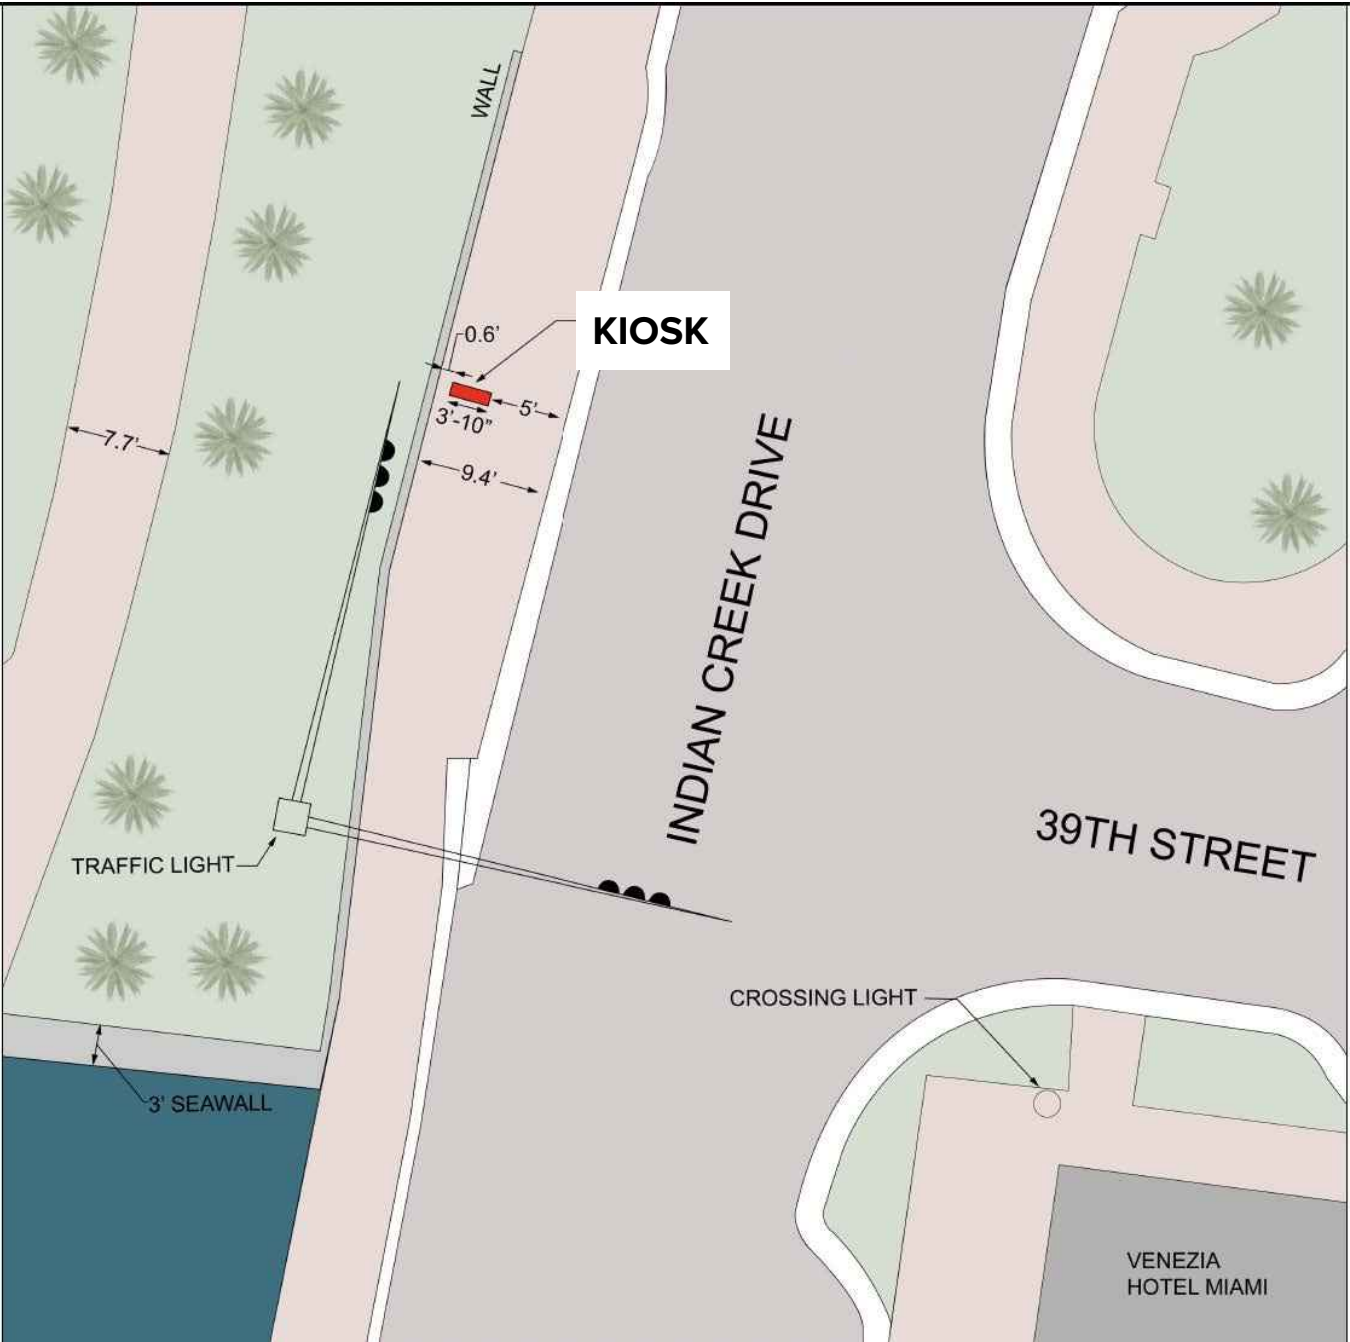 WALL
0.6'
KIOSK
3'-10"
5'
7.7'
9.4'
INDIAN CREEK DRIVE
39TH STREET
TRAFFIC LIGHT
CROSSING LIGHT
3' SEAWALL
VENEZIA
HOTEL MIAMI